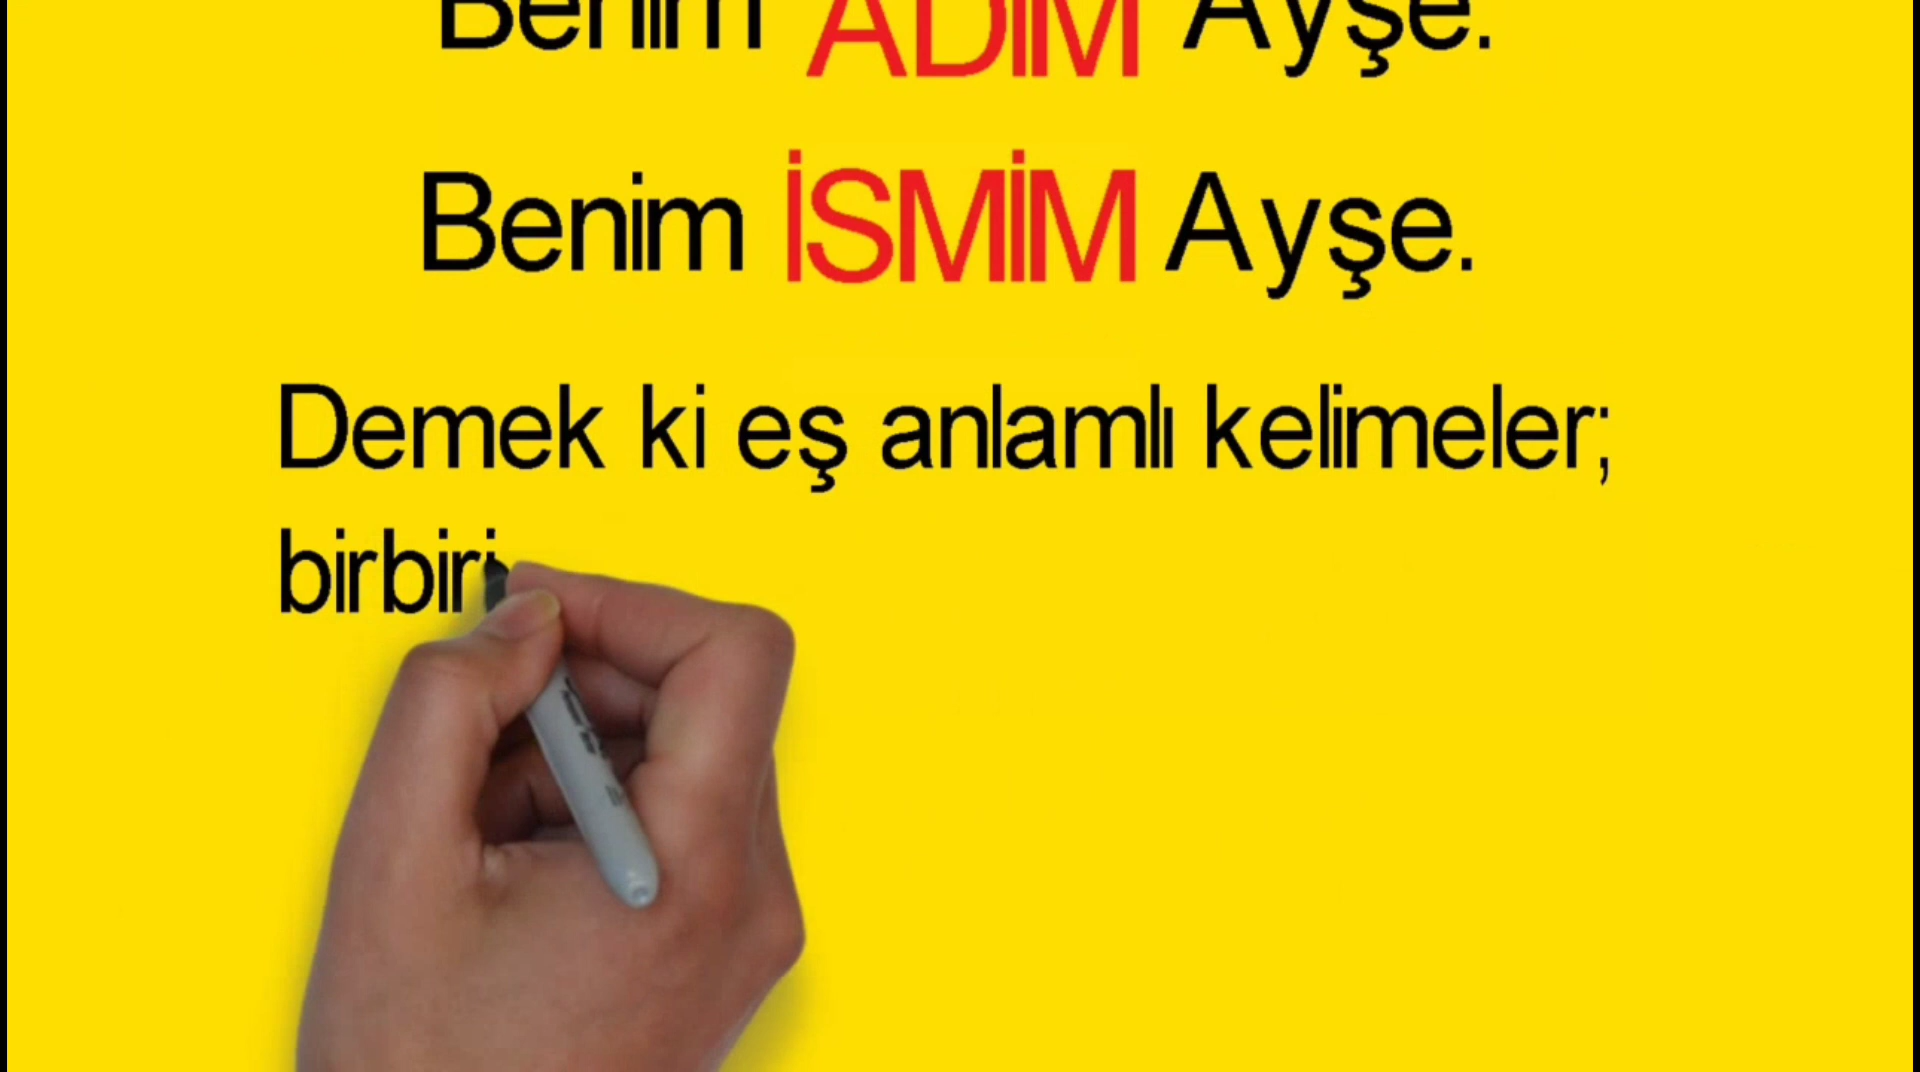 Benim ADIM Ayşe.
Benim İSMİM Ayşe.
Demek ki eş anlamlı kelimeler;
birbiri